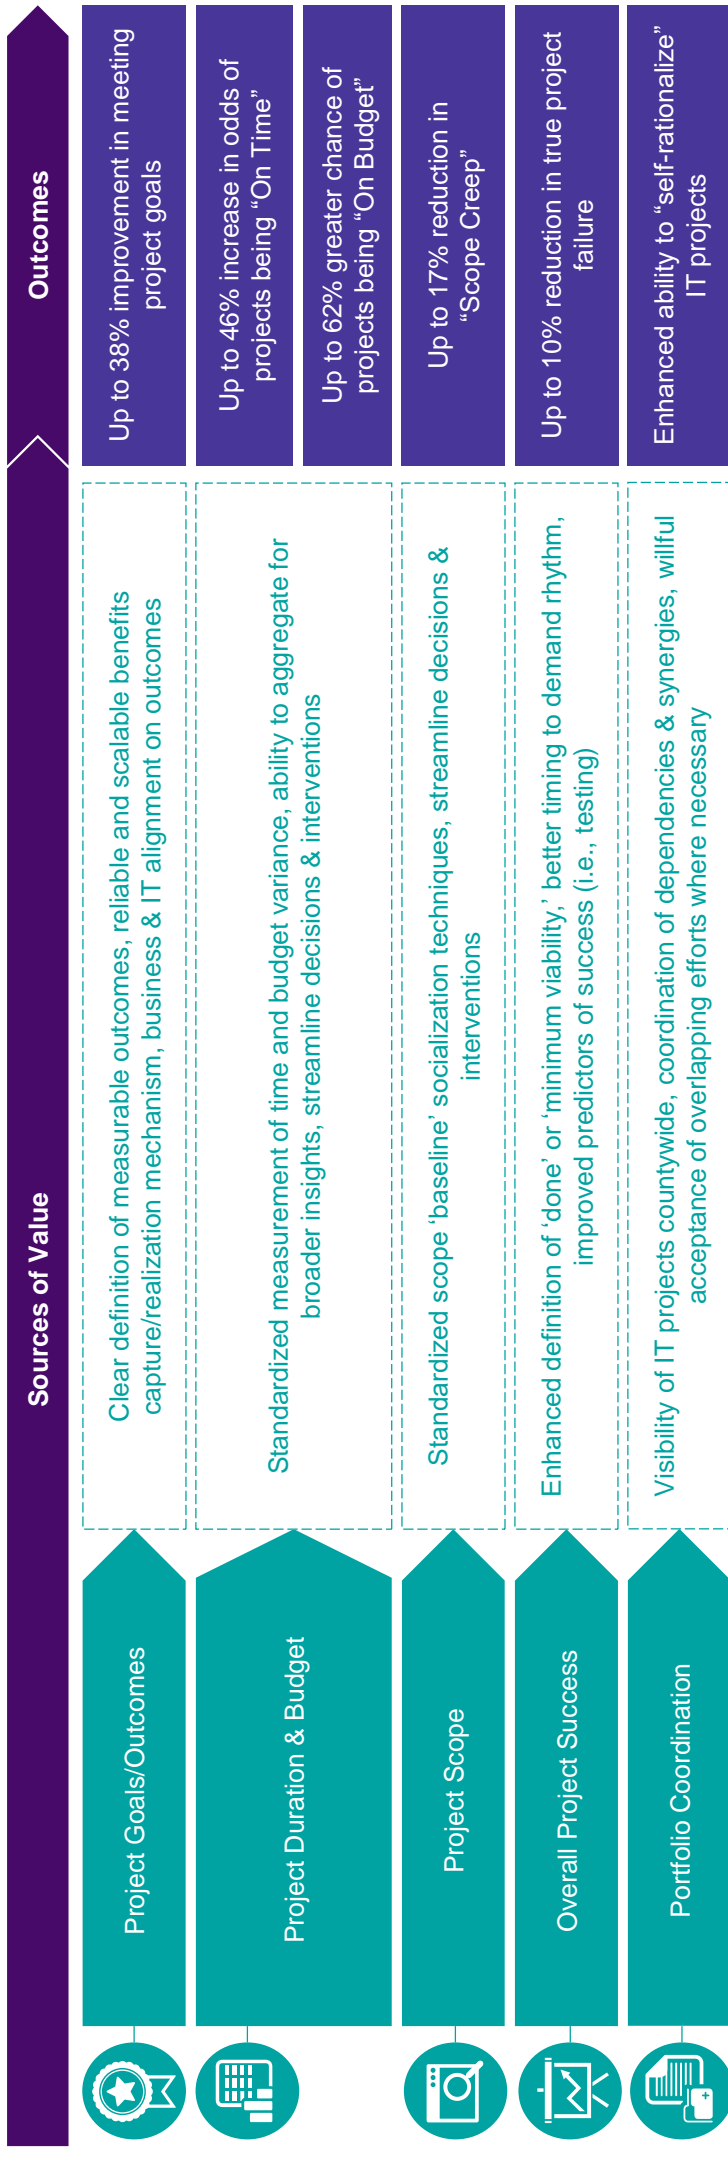 Sources of Value
Outcomes
Project Goals/Outcomes
Clear definition of measurable outcomes, reliable and scalable benefits
capture/realization mechanism, business & IT alignment on outcomes
Up to 38% improvement in meeting
project goals
Project Duration & Budget
Standardized measurement of time and budget variance, ability to aggregate for
broader insights, streamline decisions & interventions
Up to 46% increase in odds of
projects being “On Time”
Up to 62% greater chance of
projects being “On Budget”
Project Scope
Standardized scope ‘baseline’ socialization techniques, streamline decisions &
interventions
Up to 17% reduction in
“Scope Creep”
Overall Project Success
Enhanced definition of ‘done’ or ‘minimum viability,’ better timing to demand rhythm,
improved predictors of success (i.e., testing)
Up to 10% reduction in true project
failure
Portfolio Coordination
Visibility of IT projects countywide, coordination of dependencies & synergies, willful
acceptance of overlapping efforts where necessary
Enhanced ability to “self-rationalize”
IT projects